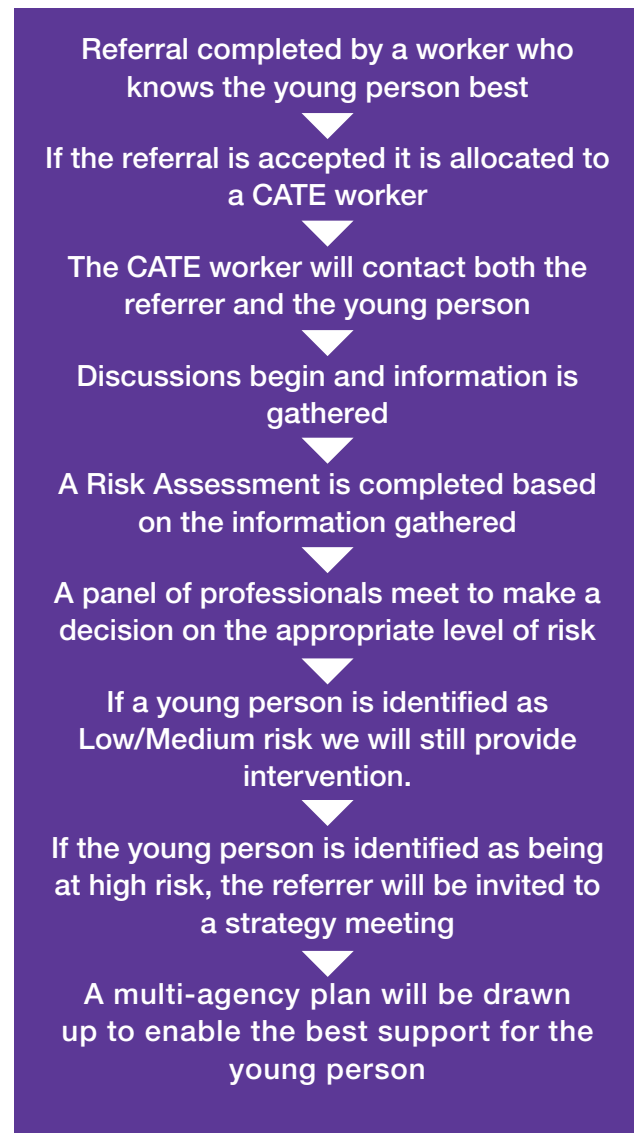 Referral completed by a worker who
knows the young person best
If the referral is accepted it is allocated to
a CATE worker
The CATE worker will contact both the
referrer and the young person
Discussions begin and information is
gathered
A Risk Assessment is completed based
on the information gathered
A panel of professionals meet to make a
decision on the appropriate level of risk
If a young person is identified as
Low/Medium risk we will still provide
intervention.
If the young person is identified as being
at high risk, the referrer will be invited to
a strategy meeting
A multi-agency plan will be drawn
up to enable the best support for the
young person